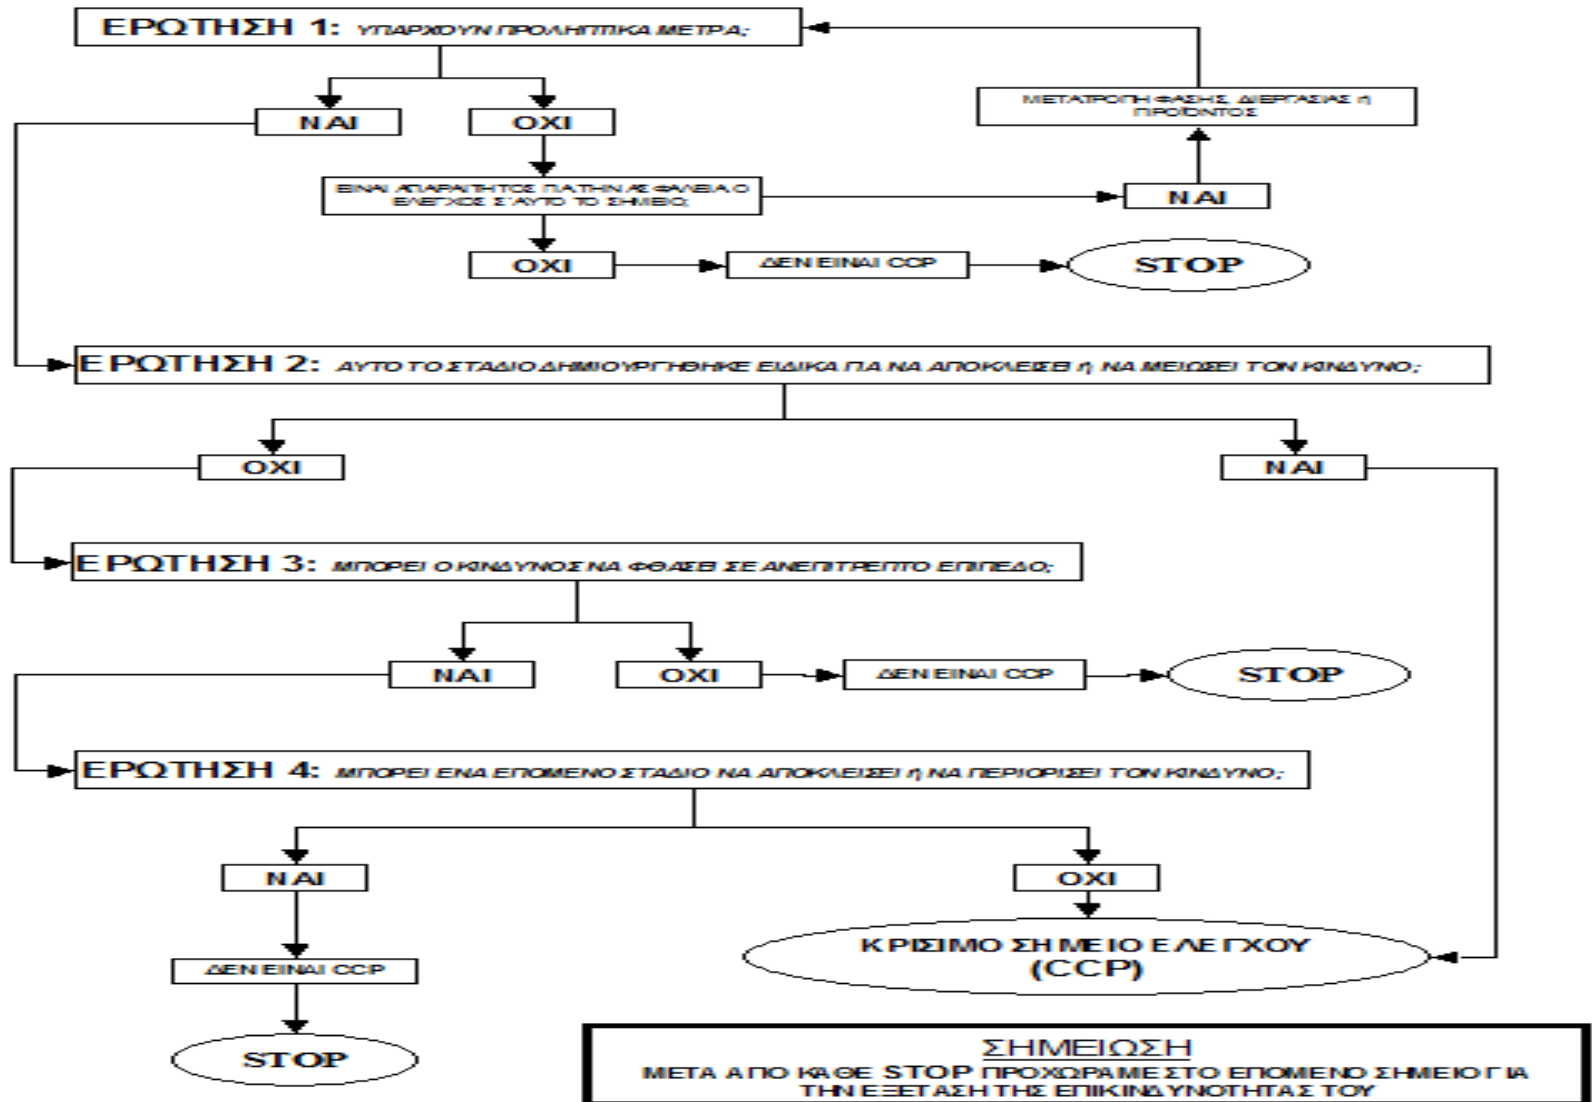 ΕΡΩΤΗΣΗ 1: ΥΠΑΡΧΟΥΝ ΠΡΟΛΗΠΤΙΚΑ ΜΕΤΡΑ;
ΝΑΙ
ΟΧΙ
ΜΕΤΑΤΡΟΠΗ ΦΑΣΗΣ, ΔΙΕΡΓΑΣΙΑΣ ή
ΠΡΟΪΟΝΤΟΣ
ΕΙΝΑΙ ΑΠΑΡΑΙΤΗΤΟΣ ΓΙΑ ΤΗΝ ΑΣΦΑΛΕΙΑ Ο
ΕΛΕΓΧΟΣ Σ΄ΑΥΤΟ ΤΟ ΣΗΜΕΙΟ;
ΝΑΙ
ΟΧΙ
ΔΕΝ ΕΙΝΑΙ CCP
STOP
ΕΡΩΤΗΣΗ 2: ΑΥΤΟ ΤΟ ΣΤΑΔΙΟ ΔΗΜΙΟΥΡΓΗΘΗΚΕ ΕΙΔΙΚΑ ΓΙΑ ΝΑ ΑΠΟΚΛΕΙΣΕΙ ή ΝΑ ΜΕΙΩΣΕΙ ΤΟΝ ΚΙΝΔΥΝΟ;
ΟΧΙ
ΝΑΙ
ΕΡΩΤΗΣΗ 3: ΜΠΟΡΕΙ Ο ΚΙΝΔΥΝΟΣ ΝΑ ΦΘΑΣΕΙ ΣΕ ΑΝΕΠΙΤΡΕΠΤΟ ΕΠΙΠΕΔΟ;
ΝΑΙ
ΟΧΙ
ΔΕΝ ΕΙΝΑΙ CCP
STOP
ΕΡΩΤΗΣΗ 4: ΜΠΟΡΕΙ ΕΝΑ ΕΠΟΜΕΝΟ ΣΤΑΔΙΟ ΝΑ ΑΠΟΚΛΕΙΣΕΙ ή ΝΑ ΠΕΡΙΟΡΙΣΕΙ ΤΟΝ ΚΙΝΔΥΝΟ;
ΝΑΙ
ΟΧΙ
ΔΕΝ ΕΙΝΑΙ CCP
ΚΡΙΣΙΜΟ ΣΗΜΕΙΟ ΕΛΕΓΧΟΥ
(CCP)
STOP
ΣΗΜΕΙΩΣΗ
ΜΕΤΑ ΑΠΟ ΚΑΘΕ STOP ΠΡΟΧΩΡΑΜΕ ΣΤΟ ΕΠΟΜΕΝΟ ΣΗΜΕΙΟ ΓΙΑ
ΤΗΝ ΕΞΕΤΑΣΗ ΤΗΣ ΕΠΙΚΙΝΔΥΝΟΤΗΤΑΣ ΤΟΥ